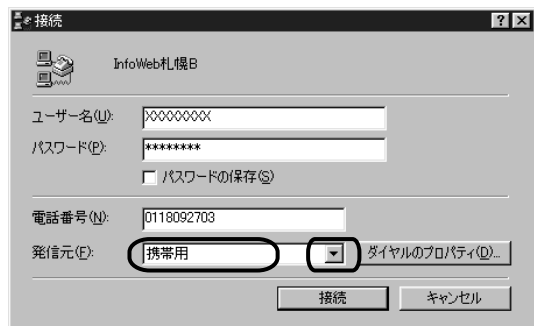 接続
InfoWeb札幌B
ユーザー名(U): XXXXXXXX
パスワード(P): ********
パスワードの保存(S)
電話番号(N): 0118092703
発信元(F): 携帯用 ダイヤルのプロパティ(D)...
接続 キャンセル